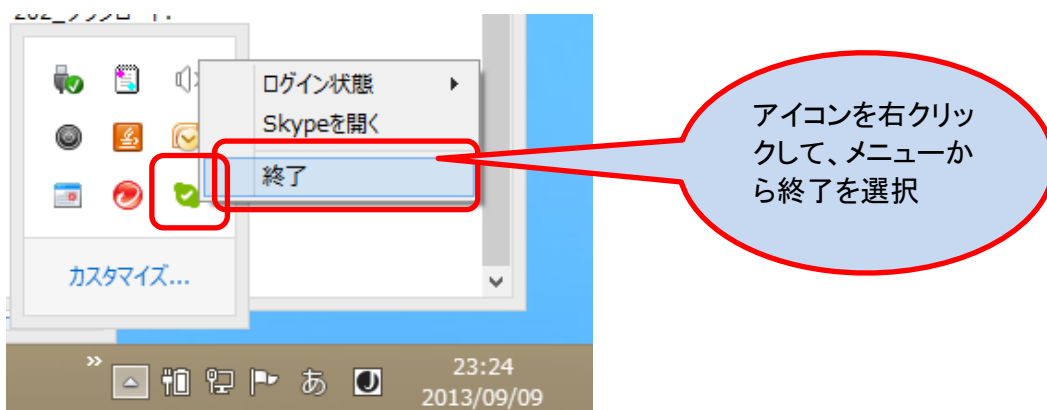 ログイン状態
Skypeを開く
終了
カスタマイズ...
アイコンを右クリッ
クして、メニューか
ら終了を選択
あ
23:24
2013/09/09